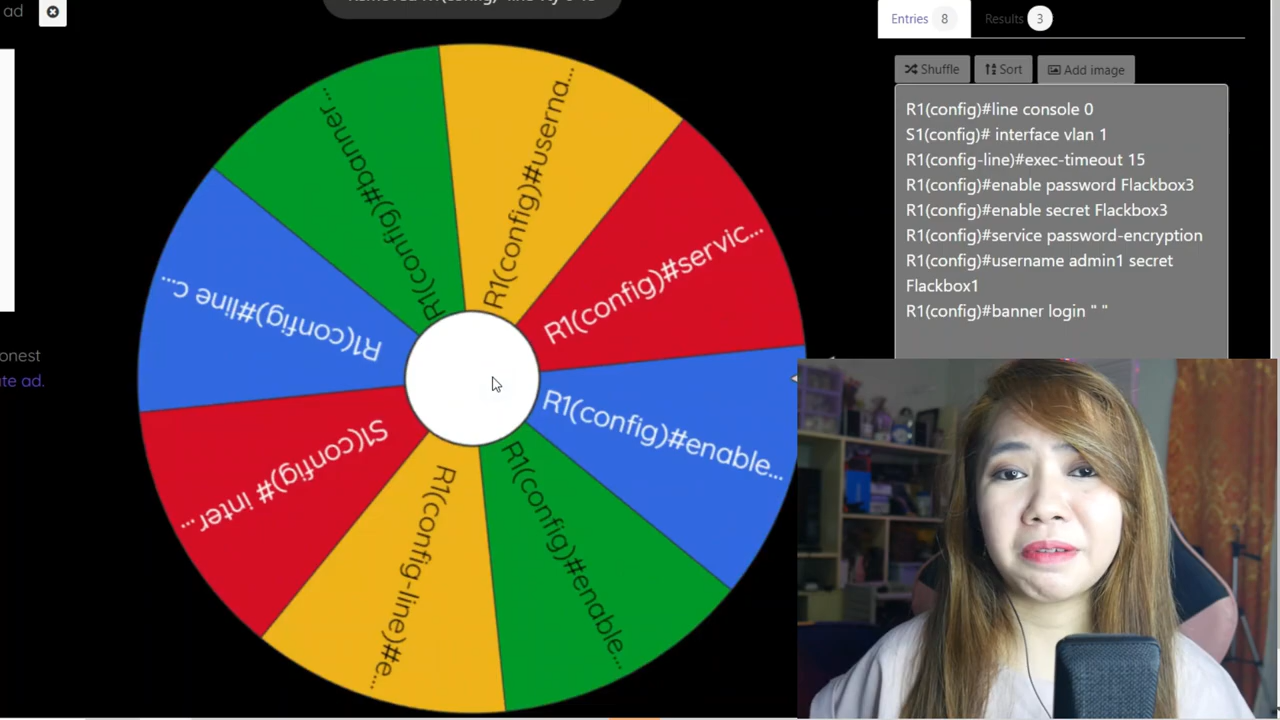 ad
Entries 8
Results 3
Shuffle
Sort
Add image
R1(config)#line console 0
S1(config)# interface vlan 1
R1(config-line)#exec-timeout 15
R1(config)#enable password Flackbox3
R1(config)#enable secret Flackbox3
R1(config)#service password-encryption
R1(config)#username admin1 secret
Flackbox1
R1(config)#banner login " "
R1(config)#userna...
R1(config)#servic...
R1(config)#enable...
R1(config)#enable...
R1(config-line)#e...
S1(config)# inter...
R1(config)#line c...
R1(config)#banner...
onest
te ad.